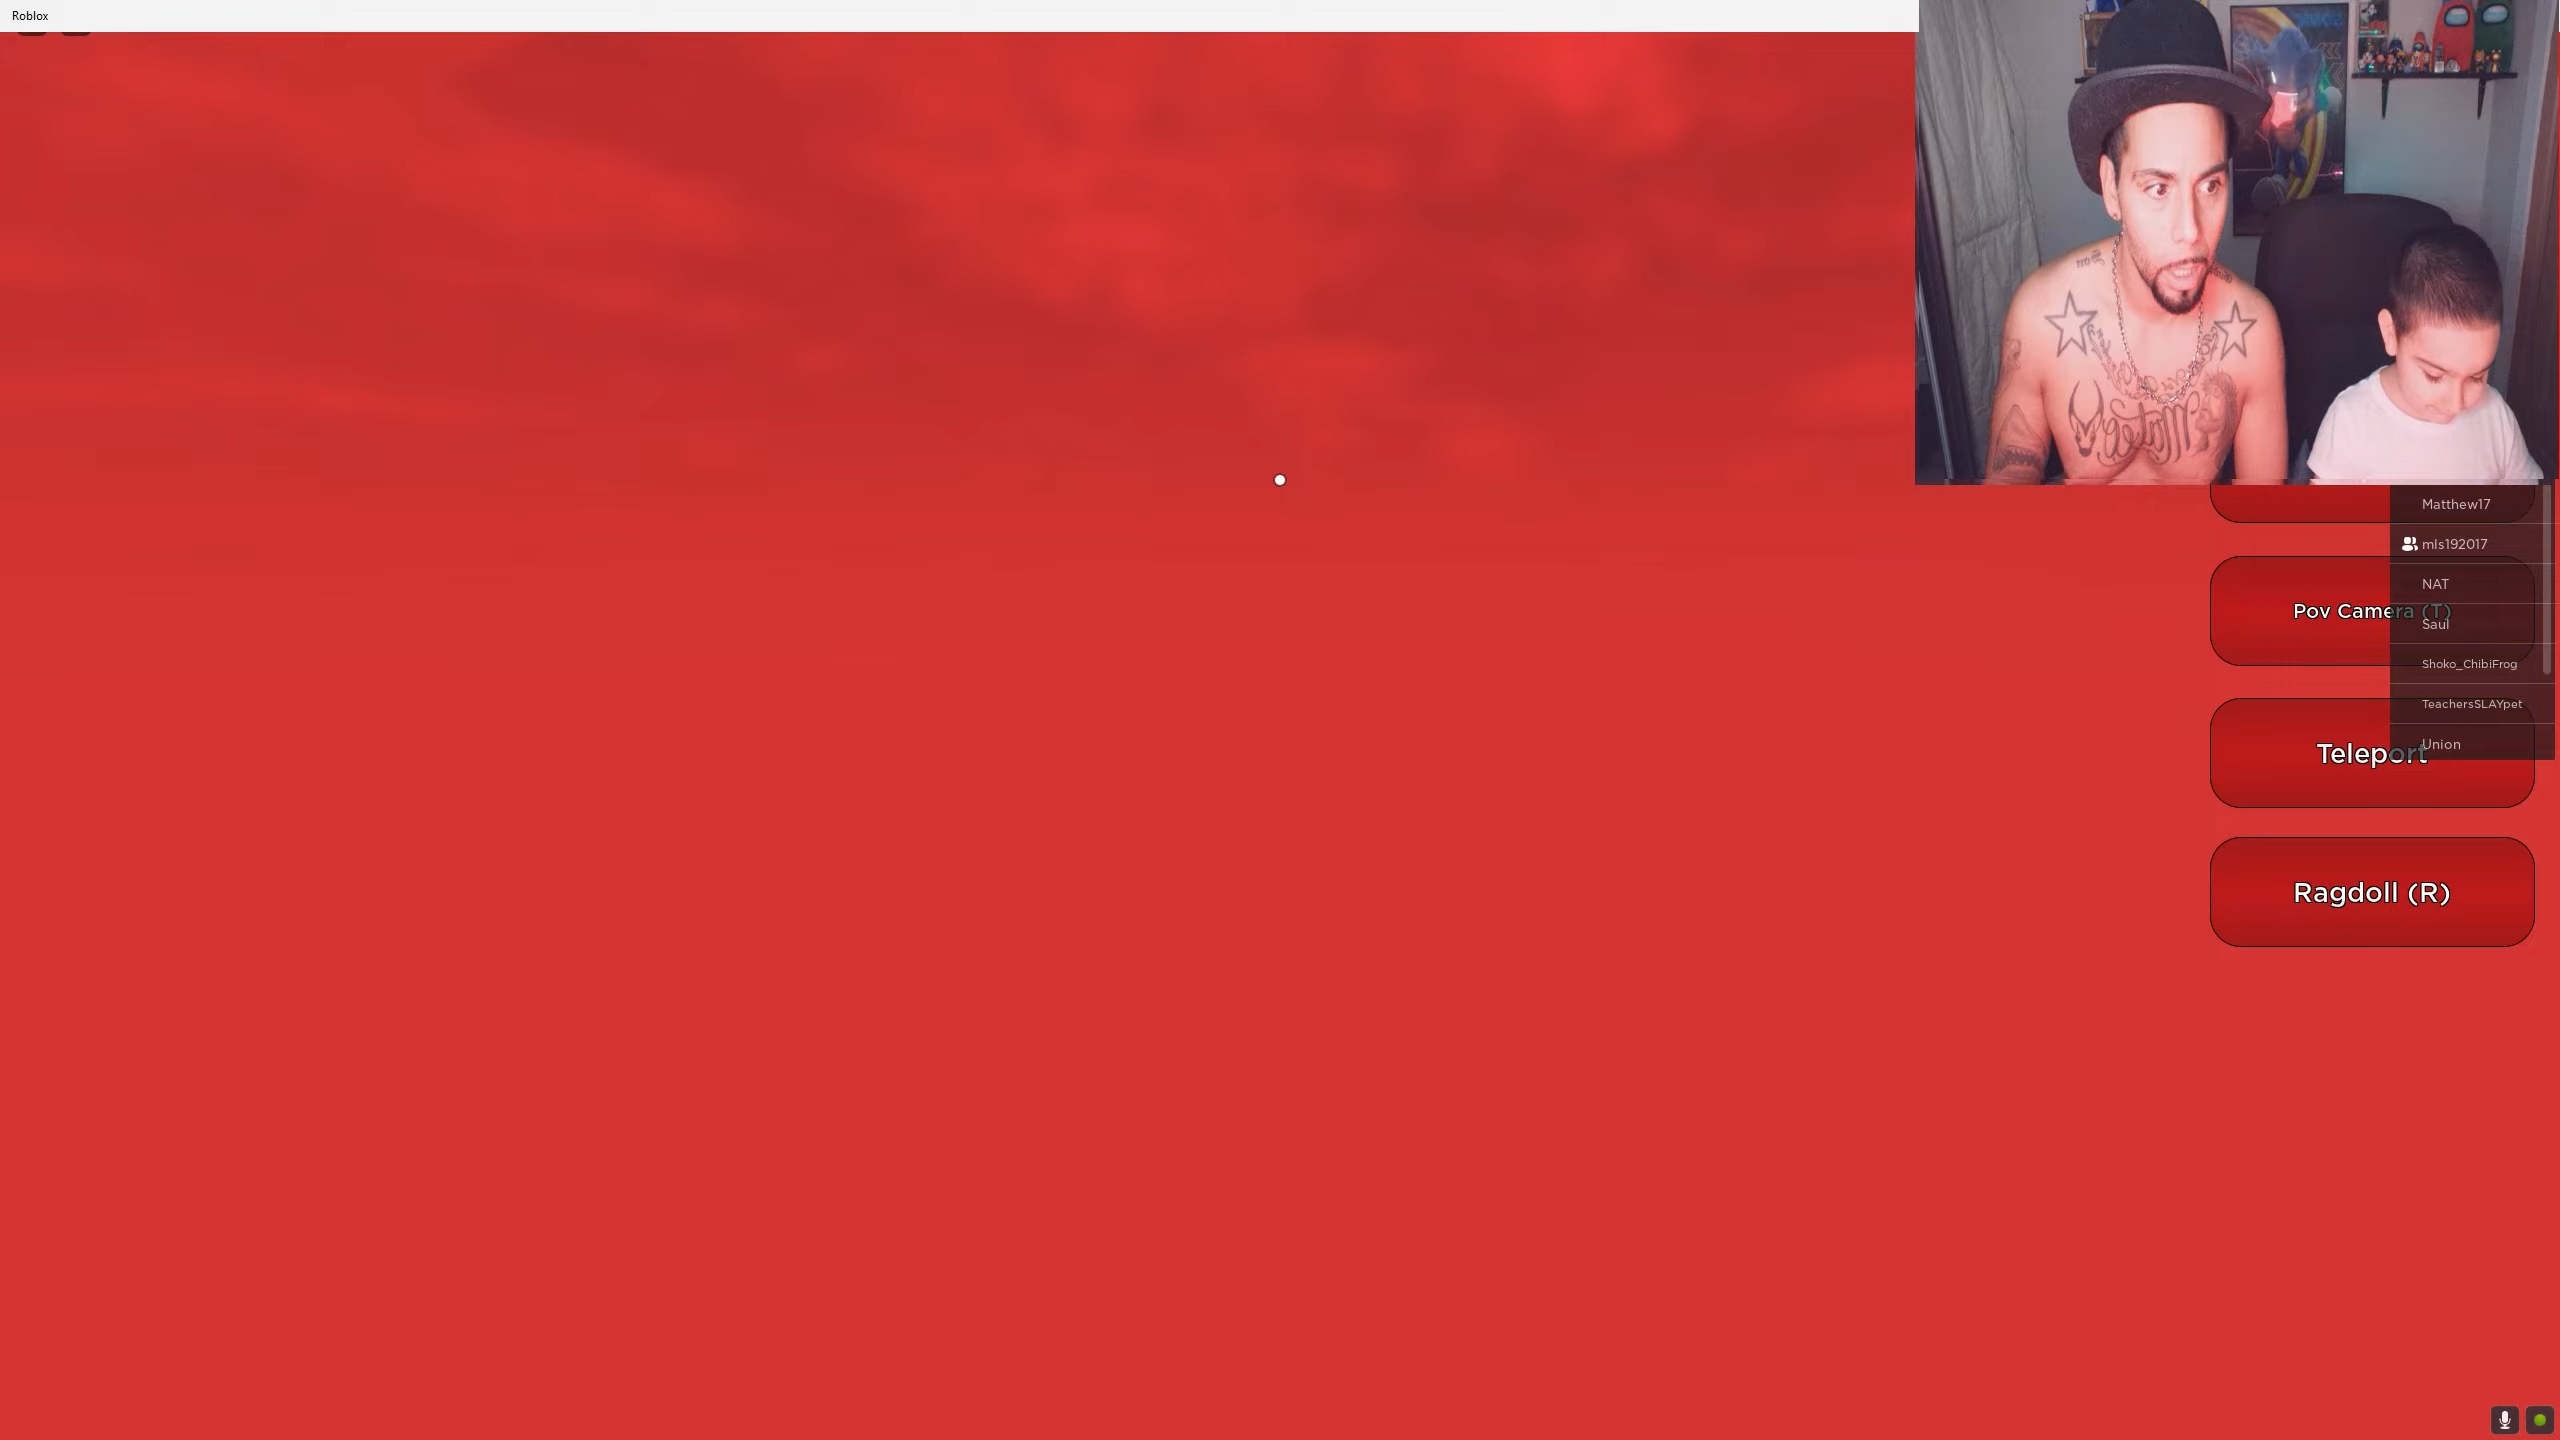 Roblox
Matthew17
mls192017
NAT
Pov Camera (T)
Saul
Shoko_ChibiFrog
TeachersSLAYpet
Union
Teleport
Ragdoll (R)